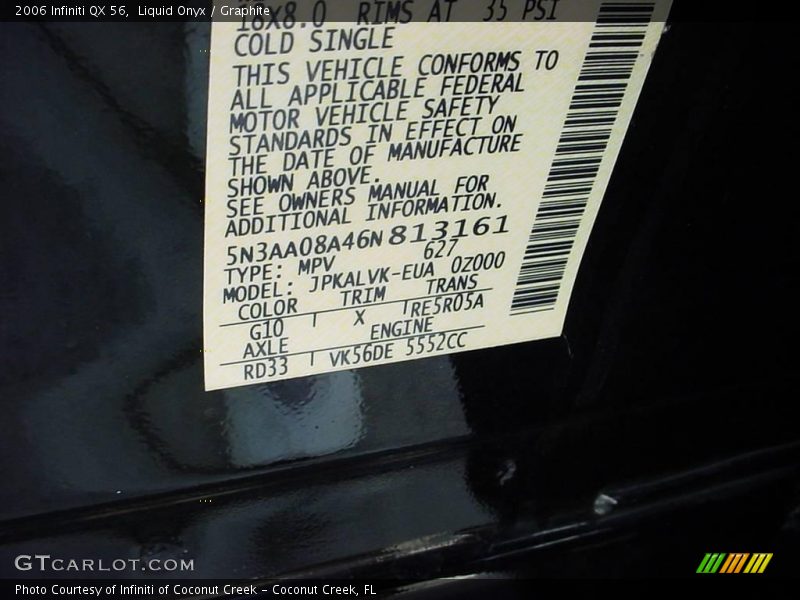 2006 Infiniti QX 56, Liquid Onyx / Graphite
18X8.0 RIMS AT 35 PSI
COLD SINGLE
THIS VEHICLE CONFORMS TO
ALL APPLICABLE FEDERAL
MOTOR VEHICLE SAFETY
STANDARDS IN EFFECT ON
THE DATE OF MANUFACTURE
SHOWN ABOVE.
SEE OWNERS MANUAL FOR
ADDITIONAL INFORMATION.
5N3AA08A46N813161
TYPE: MPV 627
MODEL: JPKALVK-EUA 0Z000
COLOR TRIM TRANS
G10 X RE5R05A
AXLE ENGINE
RD33 VK56DE 5552CC
GTCARLOT.COM
Photo Courtesy of Infiniti of Coconut Creek - Coconut Creek, FL